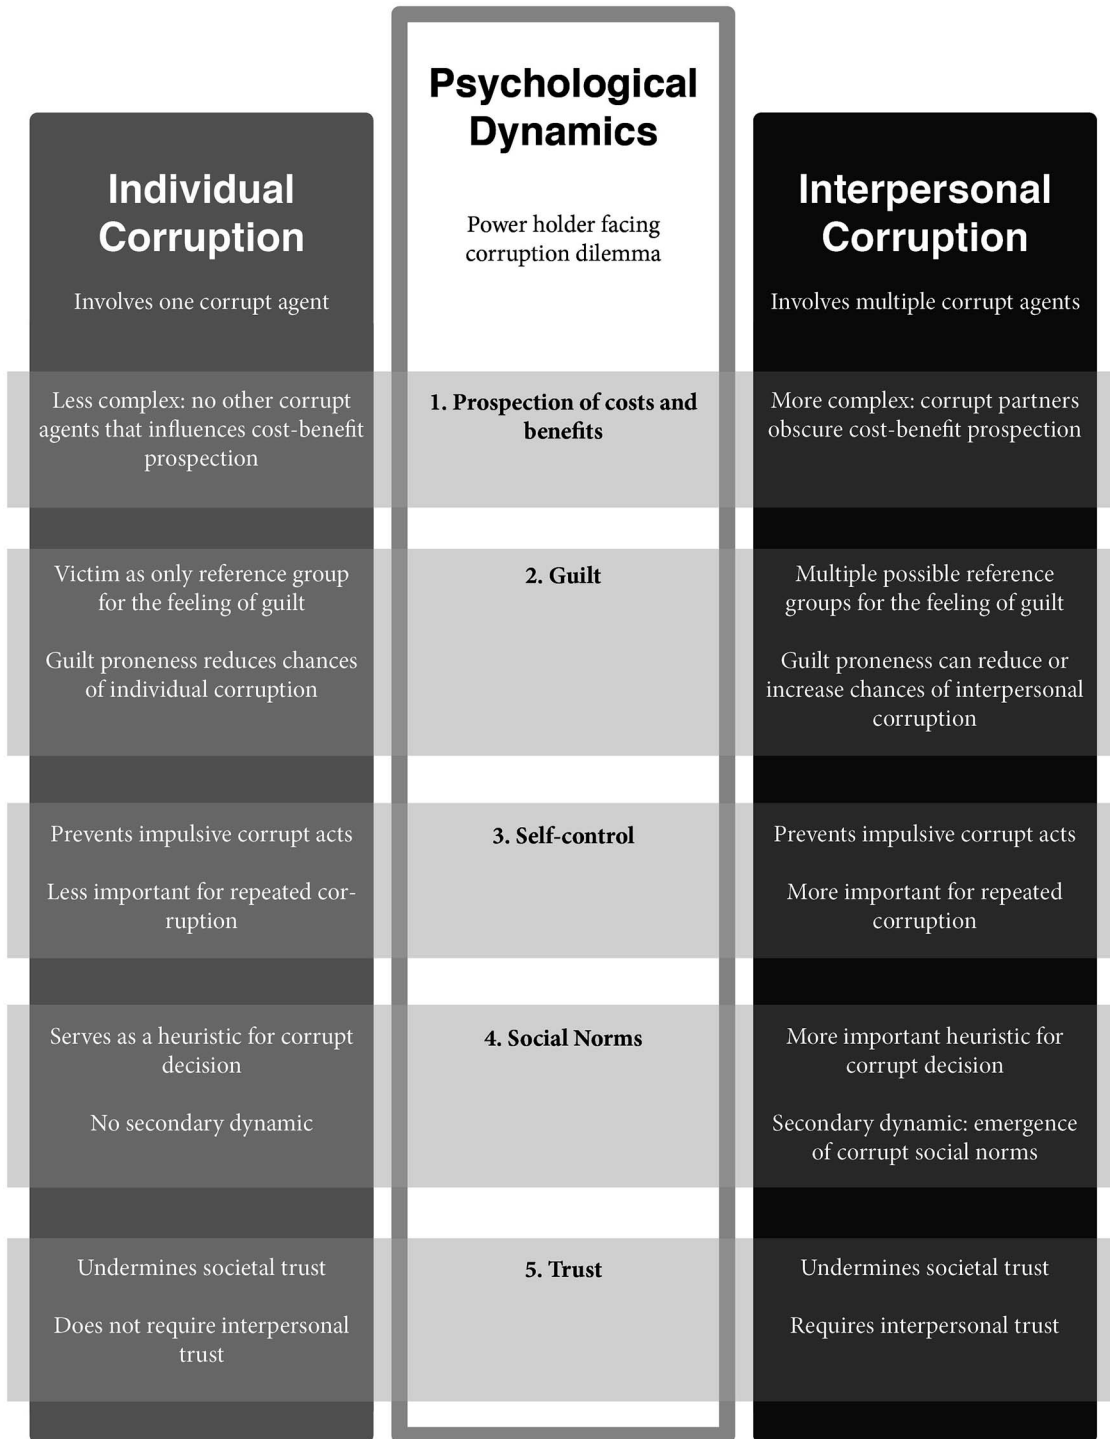 Psychological
Dynamics
Power holder facing
corruption dilemma
Individual
Corruption
Involves one corrupt agent
Interpersonal
Corruption
Involves multiple corrupt agents
Less complex: no other corrupt
agents that influences cost-benefit
prospection
1. Prospection of costs and
benefits
More complex: corrupt partners
obscure cost-benefit prospection
Victim as only reference group
for the feeling of guilt
Guilt proneness reduces chances
of individual corruption
2. Guilt
Multiple possible reference
groups for the feeling of guilt
Guilt proneness can reduce or
increase chances of interpersonal
corruption
Prevents impulsive corrupt acts
Less important for repeated cor-
ruption
3. Self-control
Prevents impulsive corrupt acts
More important for repeated
corruption
Serves as a heuristic for corrupt
decision
No secondary dynamic
4. Social Norms
More important heuristic for
corrupt decision
Secondary dynamic: emergence
of corrupt social norms
Undermines societal trust
Does not require interpersonal
trust
5. Trust
Undermines societal trust
Requires interpersonal trust